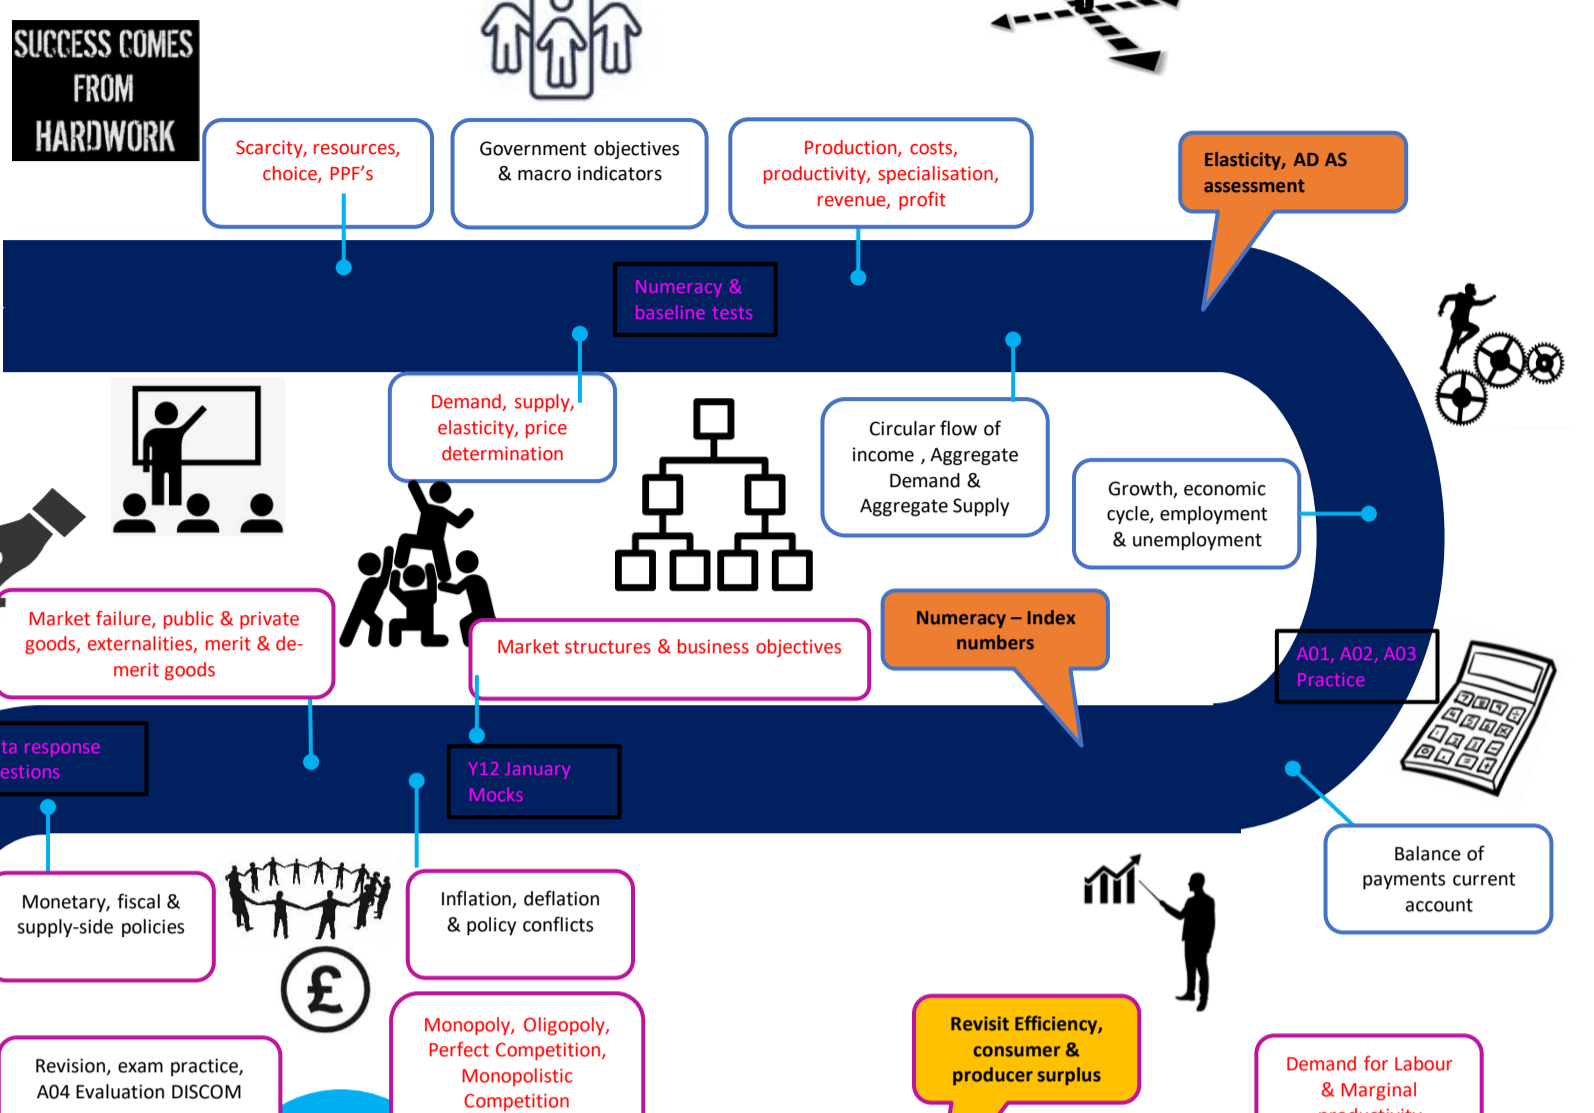 SUCCESS COMES
FROM
HARDWORK
Scarcity, resources,
choice, PPF's
Government objectives
& macro indicators
Production, costs,
productivity, specialisation,
revenue, profit
Elasticity, AD AS
assessment
Numeracy &
baseline tests
Demand, supply,
elasticity, price
determination
Circular flow of
income , Aggregate
Demand &
Aggregate Supply
Growth, economic
cycle, employment
& unemployment
Market failure, public & private
goods, externalities, merit & de-
merit goods
Market structures & business objectives
Numeracy – Index
numbers
A01, A02, A03
Practice
ta response
estions
Y12 January
Mocks
Monetary, fiscal &
supply-side policies
Inflation, deflation
& policy conflicts
Balance of
payments current
account
£
Revision, exam practice,
A04 Evaluation DISCOM
Monopoly, Oligopoly,
Perfect Competition,
Monopolistic
Competition
Revisit Efficiency,
consumer &
producer surplus
Demand for Labour
& Marginal
productivity